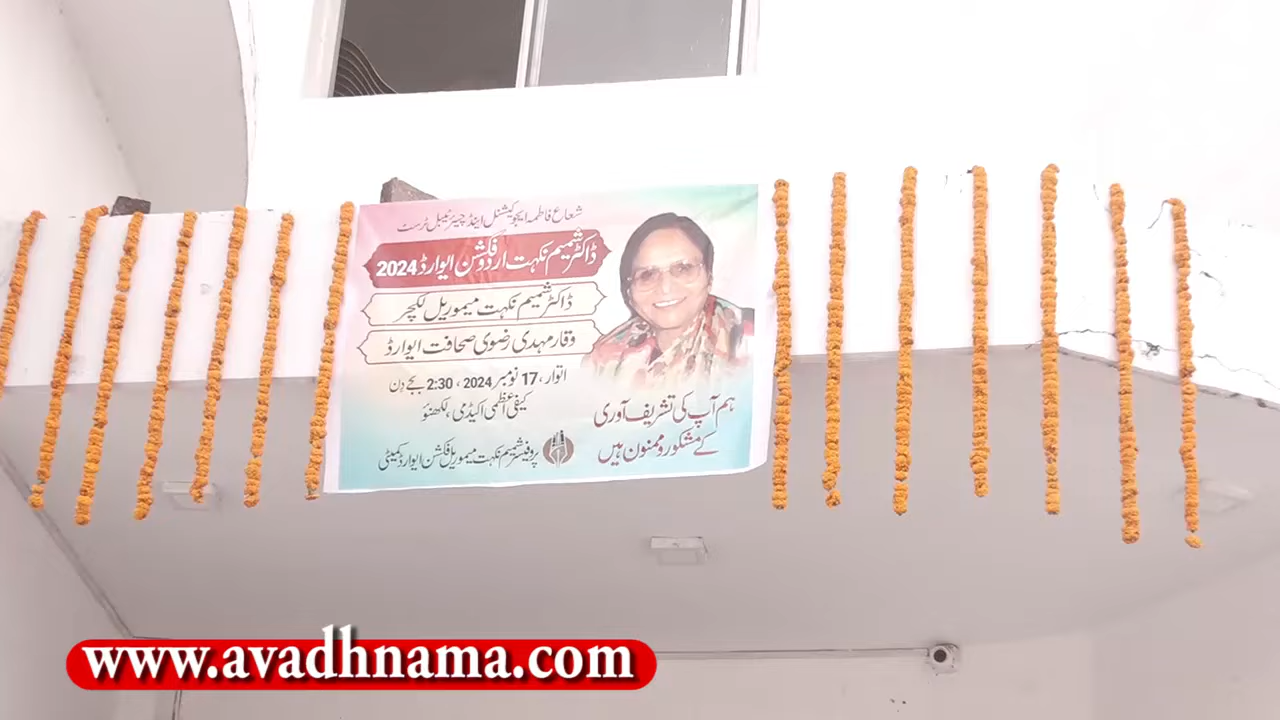 شعاع فاطمہ ایجوکیشنل اینڈ چیریٹیبل ٹرسٹ
ڈاکٹر شمیم نکہت اردو فکشن ایوارڈ 2024
ڈاکٹر شمیم نکہت میموریل لکچر
وقار مہدی رضوی صحافت ایوارڈ
اتوار، 17 نومبر 2024، 2:30 بجے دن
کیفی اعظمی اکیڈمی، لکھنؤ
ہم آپ کی تشریف آوری
کے مشکور و ممنون ہیں
پروفیسر شمیم نکہت میموریل فکشن ایوارڈ کمیٹی
www.avadhnama.com